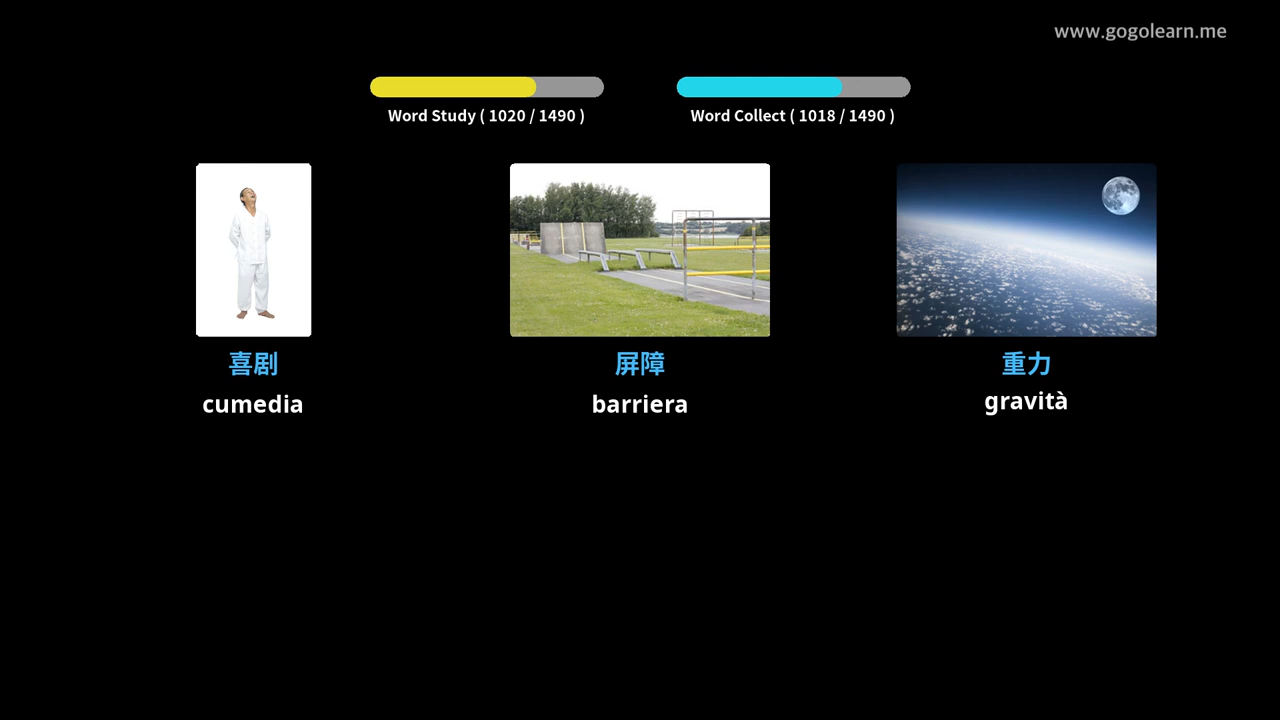 www.gogolearn.me
Word Study ( 1020 / 1490 )
Word Collect ( 1018 / 1490 )
喜剧
cumedia
屏障
barriera
重力
gravità